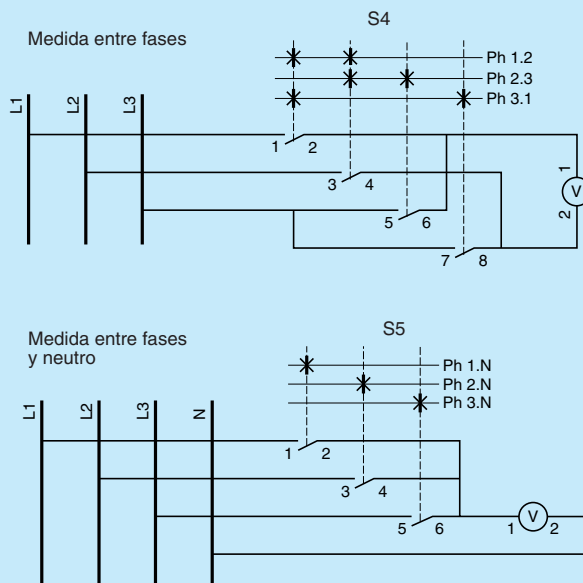 S4
Medida entre fases
Ph 1.2
Ph 2.3
Ph 3.1
L1 L2 L3
1 2
3 4
5 6
7 8
1 V 2
S5
Medida entre fases
y neutro
Ph 1.N
Ph 2.N
Ph 3.N
L1 L2 L3 N
1 2
3 4
5 6
1 V 2